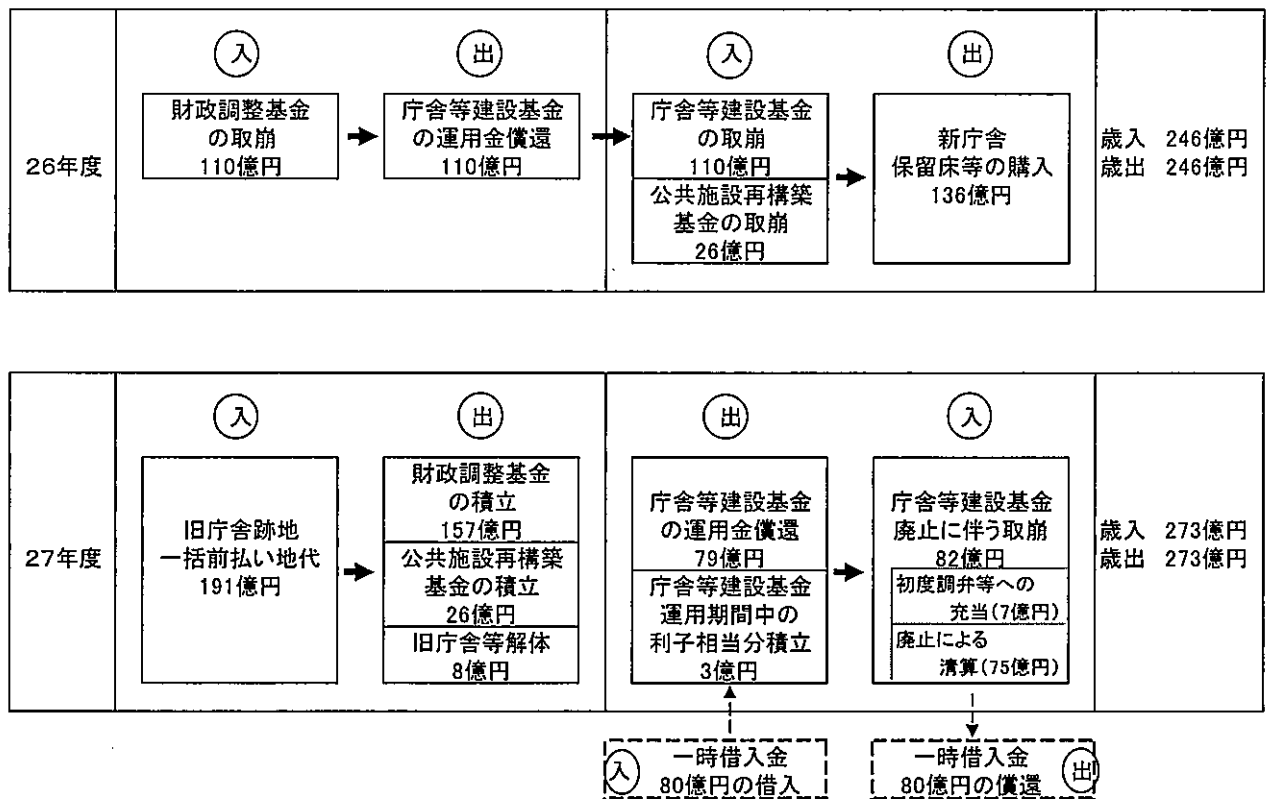 26年度
入
財政調整基金
の取崩
110億円
出
庁舎等建設基金
の運用金償還
110億円
入
庁舎等建設基金
の取崩
110億円
公共施設再構築
基金の取崩
26億円
出
新庁舎
保留床等の購入
136億円
歳入 246億円
歳出 246億円
27年度
入
旧庁舎跡地
一括前払い地代
191億円
出
財政調整基金
の積立
157億円
公共施設再構築
基金の積立
26億円
旧庁舎等解体
8億円
出
庁舎等建設基金
の運用金償還
79億円
庁舎等建設基金
運用期間中の
利子相当分積立
3億円
入
庁舎等建設基金
廃止に伴う取崩
82億円
初度調弁等への
充当(7億円)
廃止による
清算(75億円)
歳入 273億円
歳出 273億円
入
一時借入金
80億円の借入
一時借入金
80億円の償還
出